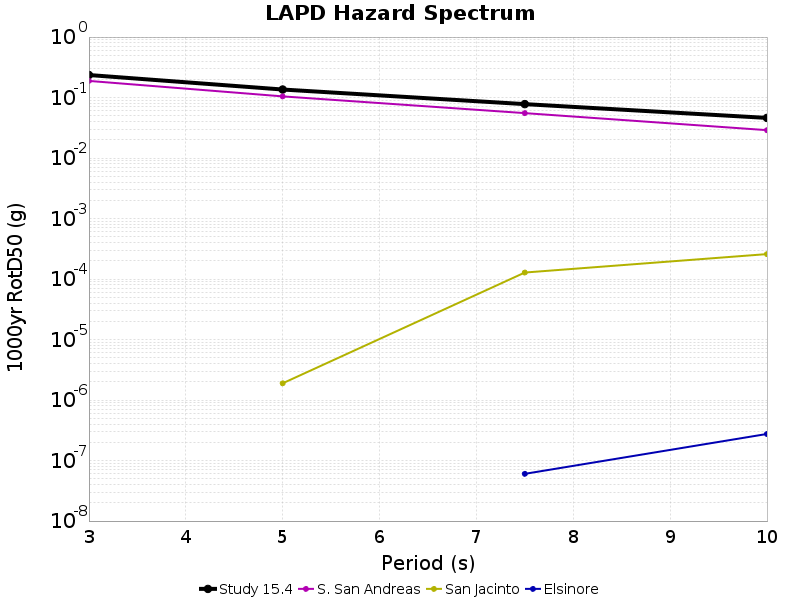 LAPD Hazard Spectrum
1000yr RotD50 (g)
10^0
10^-1
10^-2
10^-3
10^-4
10^-5
10^-6
10^-7
10^-8
3 4 5 6 7 8 9 10
Period (s)
Study 15.4 S. San Andreas San Jacinto Elsinore